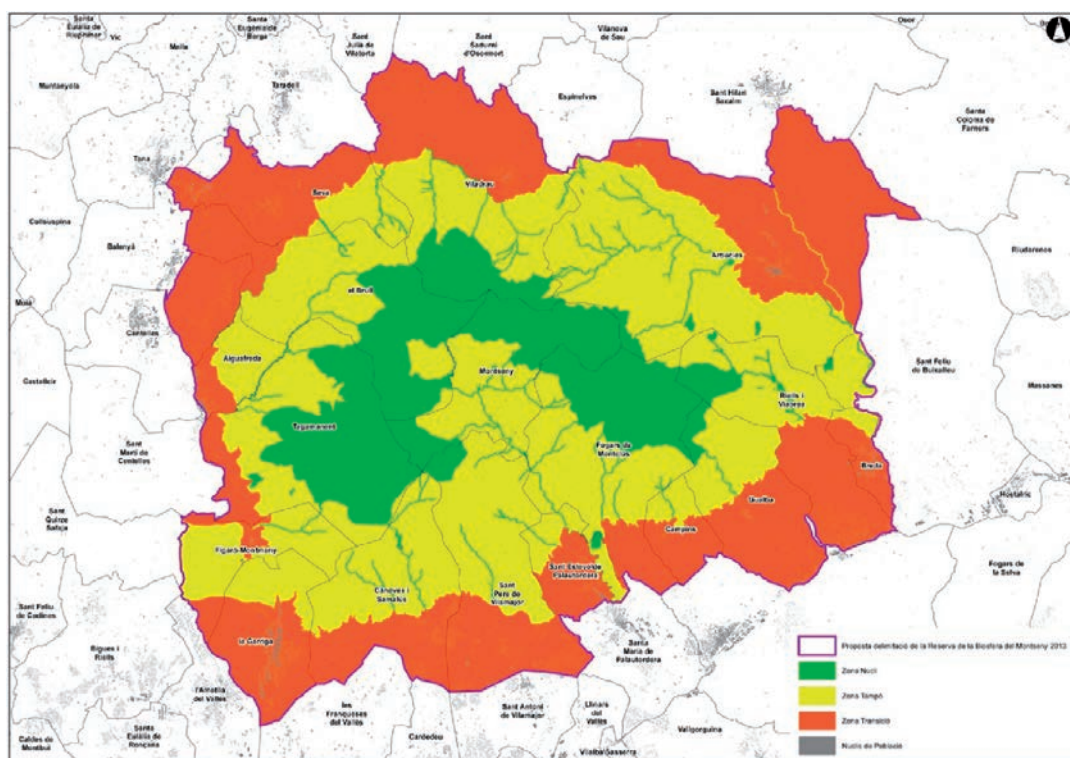 Santa
Eulàlia de
Riuprimer
Vic
Santa
Eugènia de
Berga
Malla
Muntanyola
Taradell
Sant
Julià de
Vilatorta
Sant
Sadurní
d'Osormort
Vilanova
de Sau
Espinelves
Sant Hilari
Sacalm
Osor
Santa
Coloma de
Farners
Tona
Seva
Viladrau
Collsuspina
Balenyà
Arbúcies
Riudarenes
el Brull
Moià
Centelles
Aiguafreda
Castellcir
Montseny
Sant Feliu
de Buixalleu
Massanes
Riells i
Viabrea
Tagamanent
Sant
Martí de
Centelles
Fogars de
Montclús
Breda
Gualba
Hostalric
Sant
Quirze
Safaja
Campins
Figaró-Montmany
Sant Esteve de
Palautordera
Fogars de
la Selva
Cànoves i
Samalús
Sant
Pere de
Vilamajor
Sant Feliu
de Codines
la Garriga
Santa
Maria de
Palautordera
Bigues i
Riells
l'Ametlla
del Vallès
les
Franqueses
del Vallès
Sant Antoni
de Vilamajor
Llinars
del
Vallès
Vallgorguina
Caldes de
Montbui
Santa
Eulàlia de
Ronçana
Cardedeu
Vilalba Sasserra
Proposta delimitació de la Reserva de la Biosfera del Montseny 2013
Zona Nucli
Zona Tampó
Zona Transició
Nuclis de Població